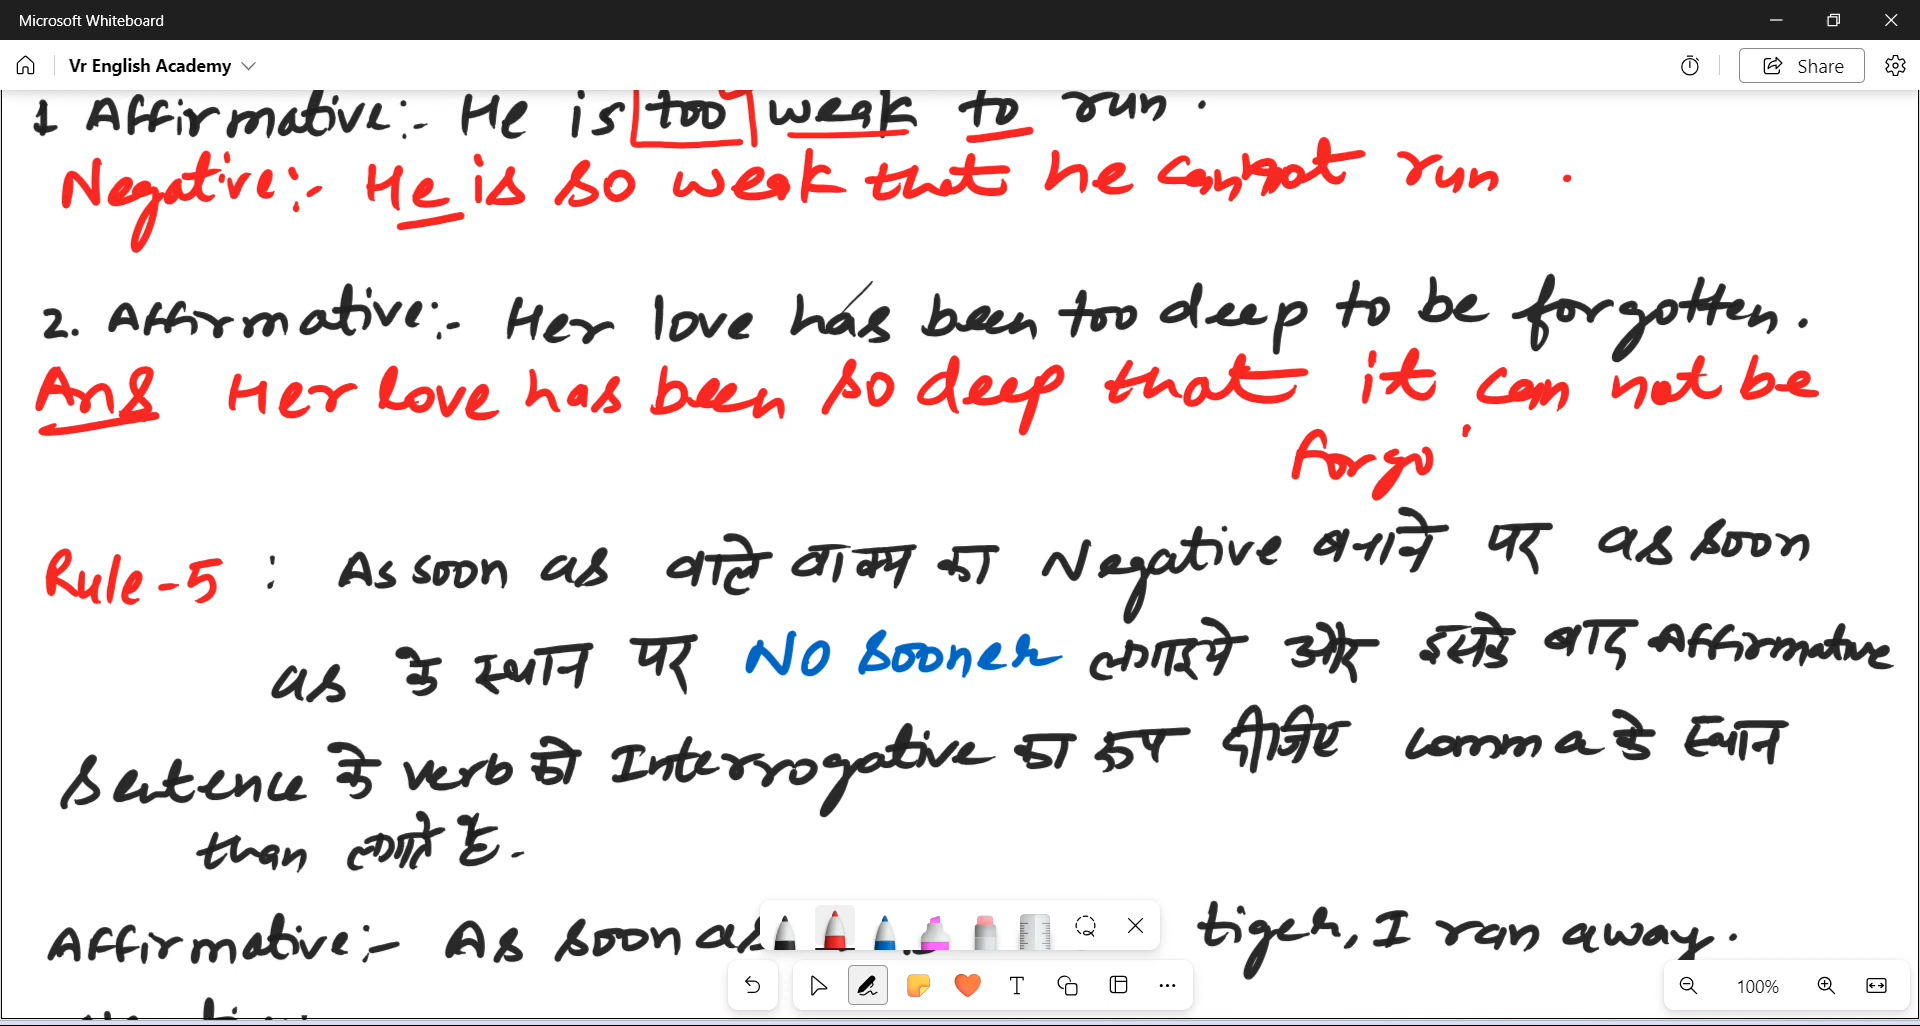 Microsoft Whiteboard
Vr English Academy
Share
1 Affirmative:- He is too weak to run.
Negative:- He is so weak that he cannot run.
2. Affirmative:- Her love has been too deep to be forgotten.
Ans Her love has been so deep that it can not be
forgo
Rule-5 : As soon as वाले वाक्य का Negative बनाने पर as soon
as के स्थान पर No sooner लगाइये और इसके बाद Affirmative
Sentence के verb को Interrogative का रूप दीजिए comma के स्थान
than लगाते है.
Affirmative:- As soon as tiger, I ran away.
100%